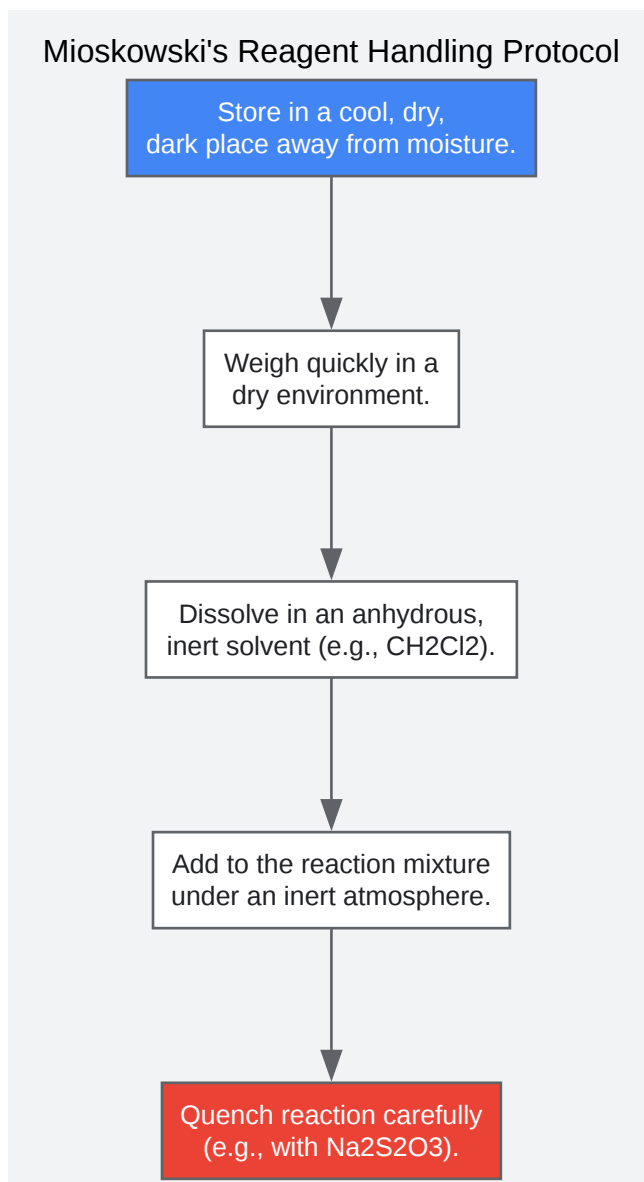 Mioskowski's Reagent Handling Protocol
Store in a cool, dry,
dark place away from moisture.
Weigh quickly in a
dry environment.
Dissolve in an anhydrous,
inert solvent (e.g., CH2Cl2).
Add to the reaction mixture
under an inert atmosphere.
Quench reaction carefully
(e.g., with Na2S2O3).